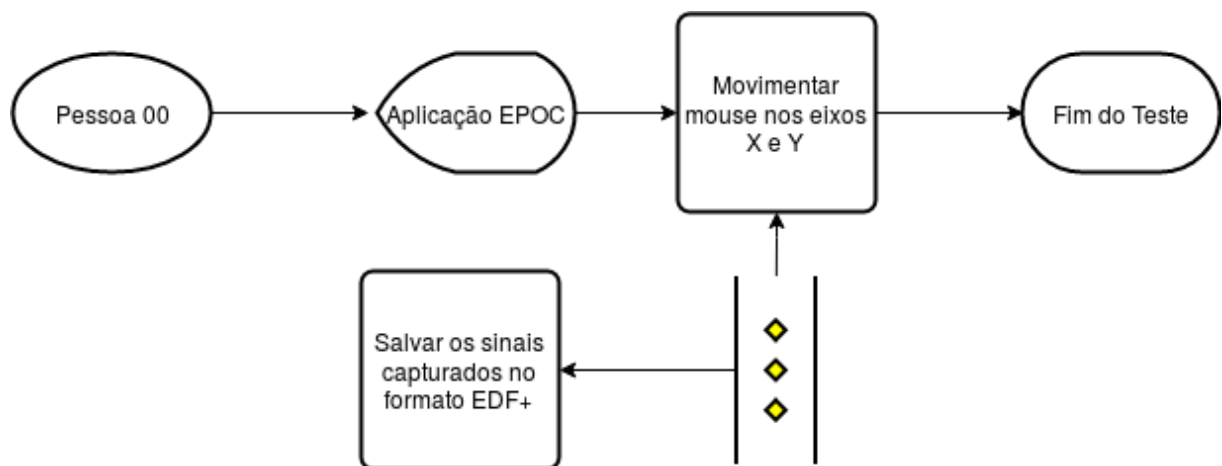 Pessoa 00
Aplicação EPOC
Movimentar
mouse nos eixos
X e Y
Fim do Teste
Salvar os sinais
capturados no
formato EDF+